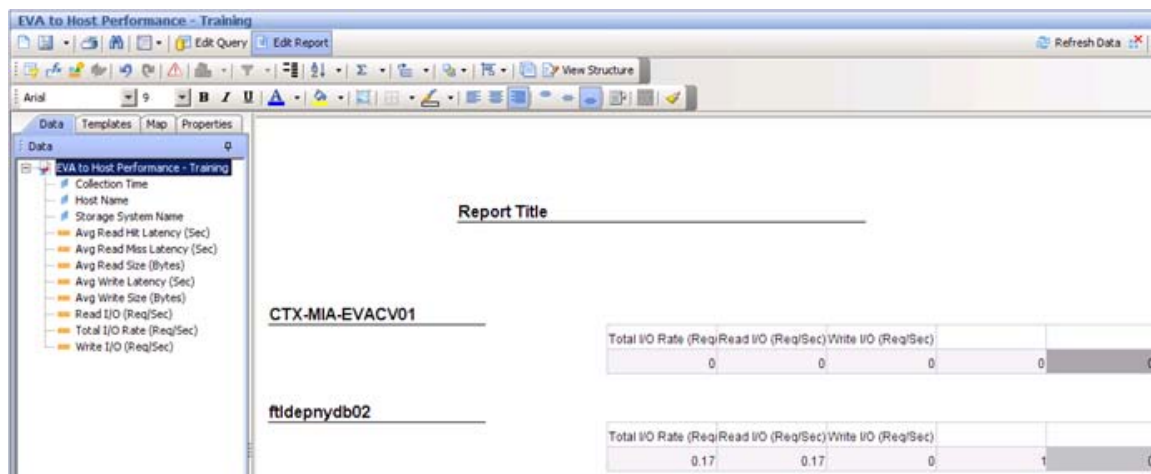 EVA to Host Performance - Training
Edit Query Edit Report Refresh Data
View Structure
Arial 9 B I U A
Data Templates Map Properties
Data
EVA to Host Performance - Training
Collection Time
Host Name
Storage System Name
Avg Read Hit Latency (Sec)
Avg Read Miss Latency (Sec)
Avg Read Size (Bytes)
Avg Write Latency (Sec)
Avg Write Size (Bytes)
Read I/O (Req/Sec)
Total I/O Rate (Req/Sec)
Write I/O (Req/Sec)
Report Title
CTX-MIA-EVACV01
Total I/O Rate (Req Read I/O (Req/Sec) Write I/O (Req/Sec)
0 0 0 0 0
ftldepnydb02
Total I/O Rate (Req Read I/O (Req/Sec) Write I/O (Req/Sec)
0.17 0.17 0 1 0